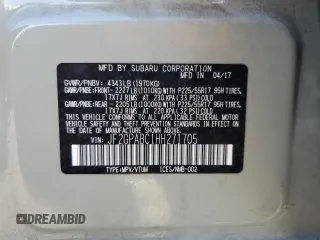 MFD. BY SUBARU CORPORATION 04/17
GVWR/PNBV: 4343LB (1970KG)
GAWR/PNBE:FRONT- 2227LB(1010KG) WITH P225/55R17 95H TIRES,
17X7J RIMS. AT 230 KPA (33 PSI) COLD
GAWR/PNBE:REAR - 2205LB(1000KG) WITH P225/55R17 95H TIRES,
17X7J RIMS. AT 220 KPA (32 PSI) COLD
THIS VEHICLE CONFORMS TO ALL APPLICABLE FEDERAL MOTOR
VEHICLE SAFETY, BUMPER, AND THEFT PREVENTION STANDARDS
IN EFFECT ON THE DATE OF MANUFACTURE SHOWN ABOVE.
VIN: JF2GPABC1HH271705
TYPE:MPV/VTUM ICES/NMB-002
DREAMBID